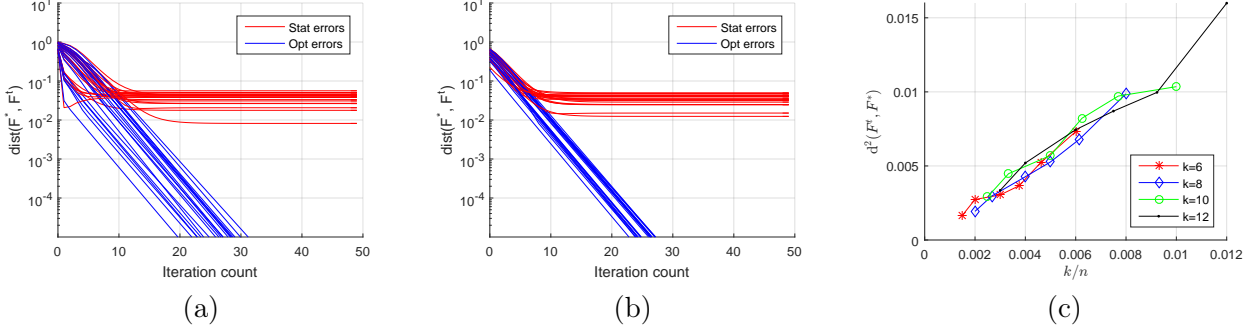 10^1
10^0
10^-1
10^-2
10^-3
10^-4
dist(F^*, F^t)
0 10 20 30 40 50
Iteration count
Stat errors
Opt errors
(a)
10^1
10^0
10^-1
10^-2
10^-3
10^-4
dist(F^*, F^t)
0 10 20 30 40 50
Iteration count
Stat errors
Opt errors
(b)
0.015
0.01
0.005
0
d^2(F^t, F^*)
0.002 0.004 0.006 0.008 0.01 0.012
k/n
k=6
k=8
k=10
k=12
(c)